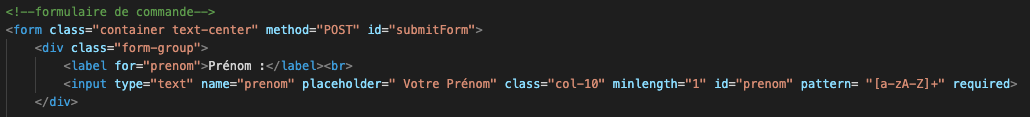 <!--formulaire de commande-->
<form class="container text-center" method="POST" id="submitForm">
<div class="form-group">
<label for="prenom">Prénom :</label><br>
<input type="text" name="prenom" placeholder=" Votre Prénom" class="col-10" minlength="1" id="prenom" pattern= "[a-zA-Z]+" required>
</div>